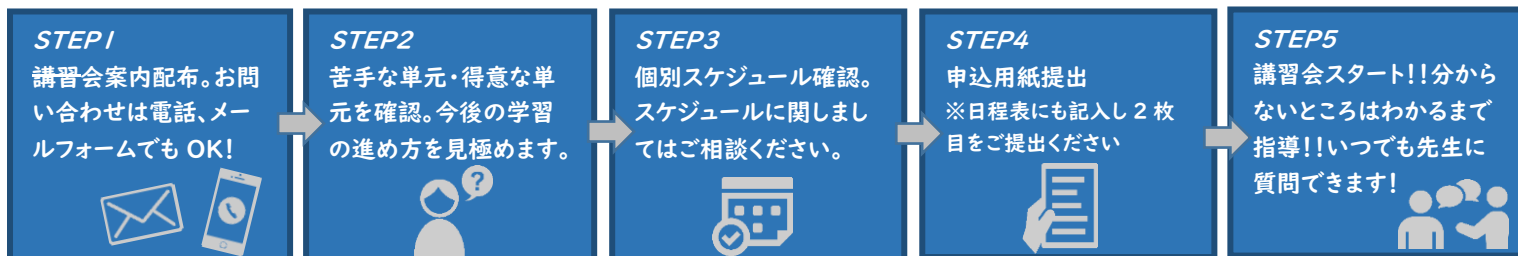 STEP1
講習会案内配布。お問
い合わせは電話、メー
ルフォームでも OK!
STEP2
苦手な単元・得意な単
元を確認。今後の学習
の進め方を見極めます。
?
STEP3
個別スケジュール確認。
スケジュールに関しまし
てはご相談ください。
STEP4
申込用紙提出
※日程表にも記入し 2 枚
目をご提出ください
STEP5
講習会スタート!!分から
ないところはわかるまで
指導!!いつでも先生に
質問できます!